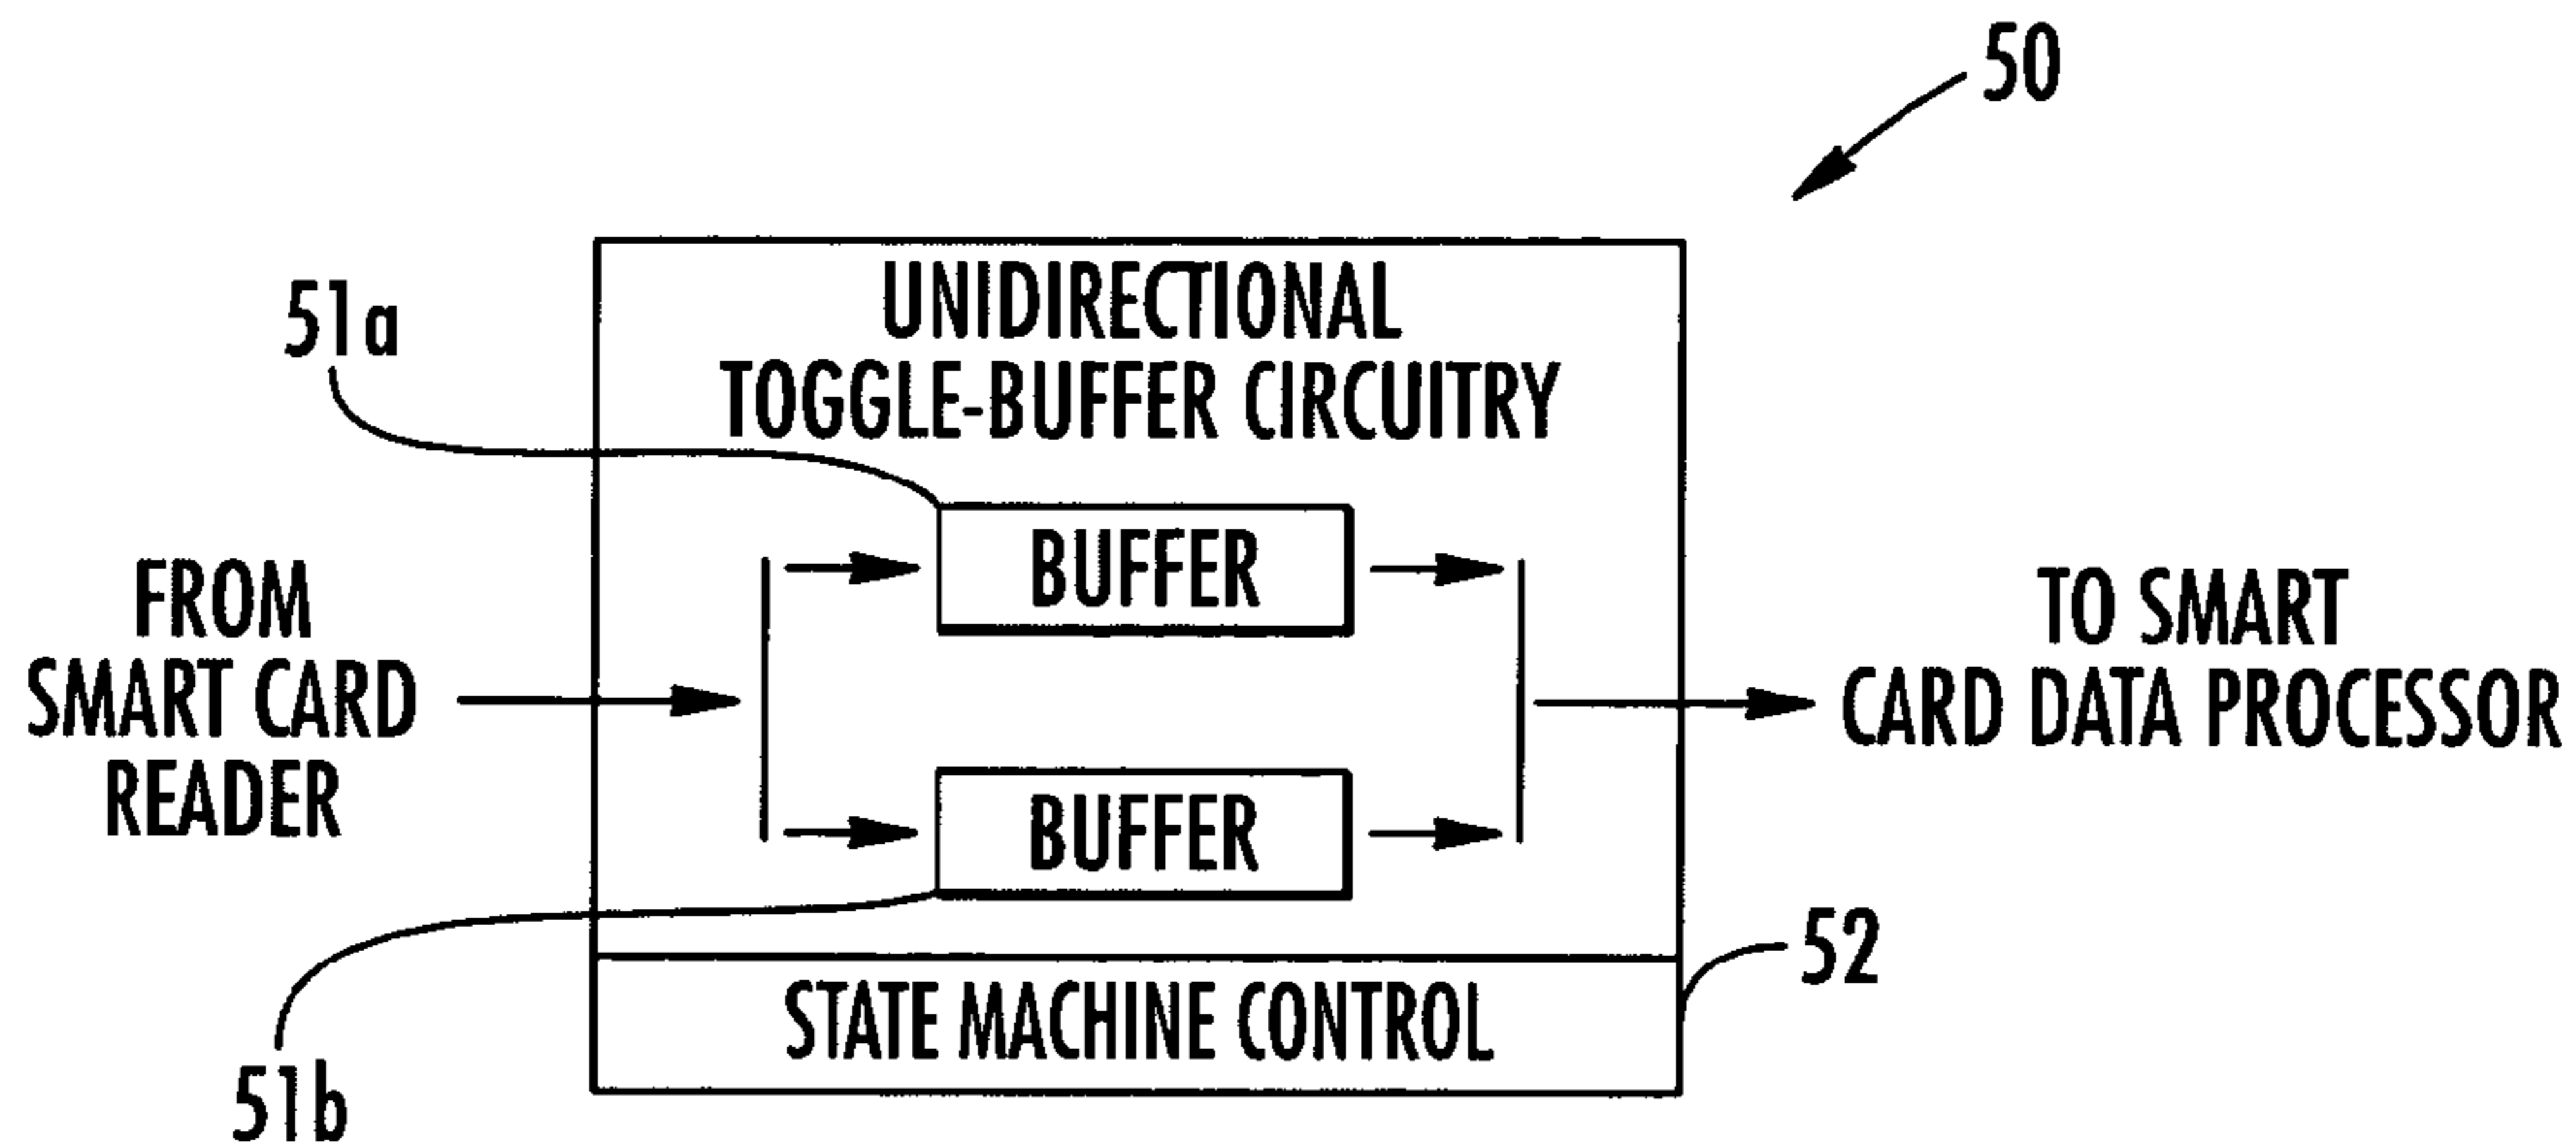 50
UNIDIRECTIONAL
TOGGLE-BUFFER CIRCUITRY
51a
BUFFER
FROM
SMART CARD
READER
TO SMART
CARD DATA PROCESSOR
BUFFER
52
STATE MACHINE CONTROL
51b